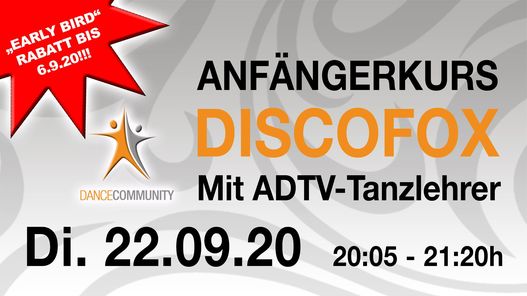 „EARLY BIRD“
RABATT BIS
6.9.20!!!
ANFÄNGERKURS
DISCOFOX
DANCECOMMUNITY
Mit ADTV-Tanzlehrer
Di. 22.09.20 20:05 - 21:20h